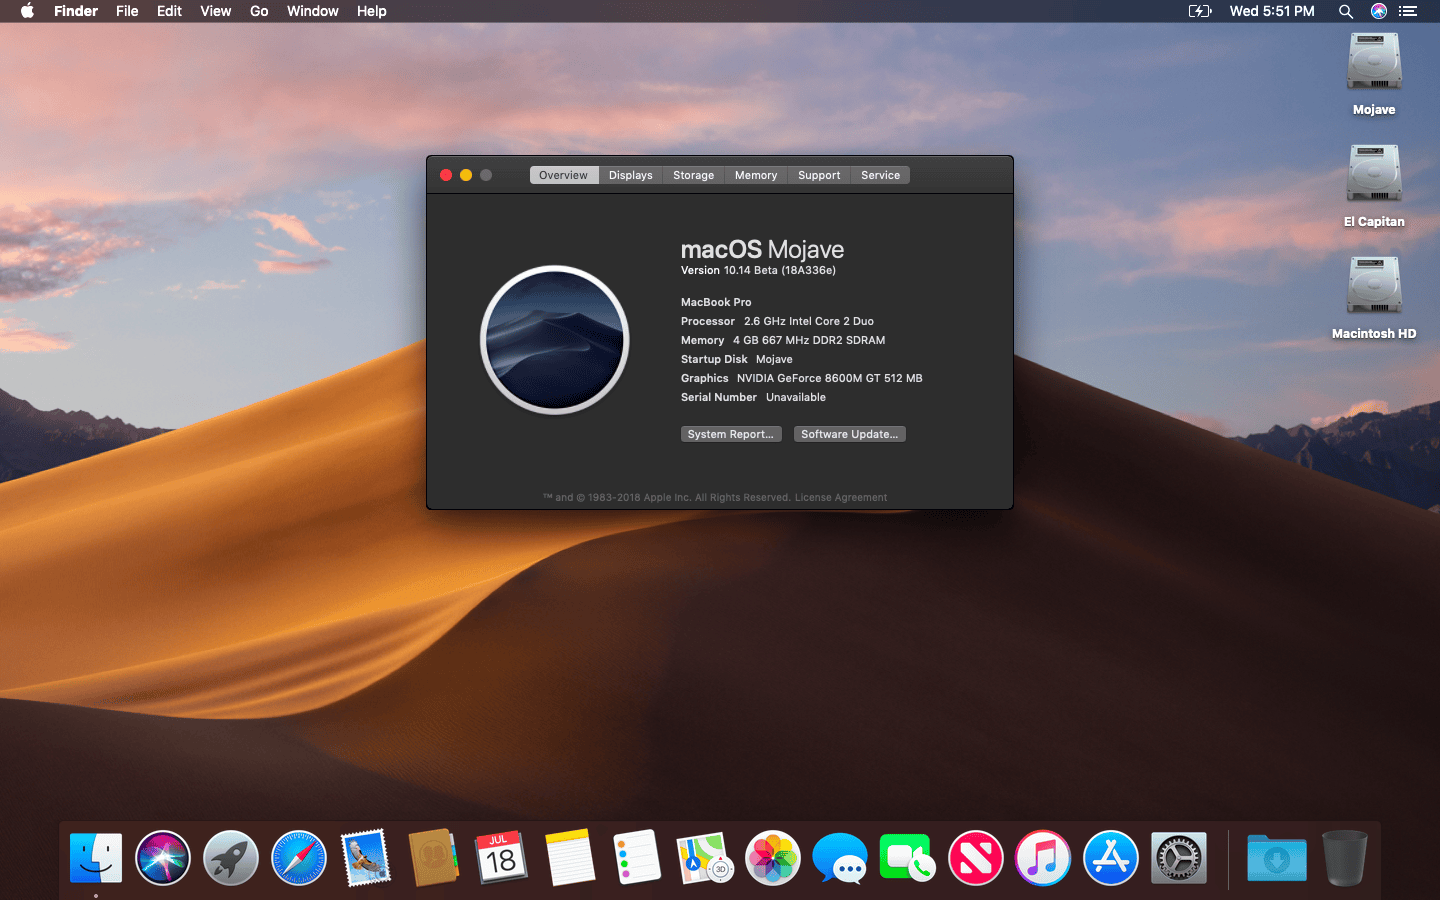 Finder File Edit View Go Window Help
Wed 5:51 PM
Mojave
El Capitan
Macintosh HD
Overview Displays Storage Memory Support Service
macOS Mojave
Version 10.14 Beta (18A336e)
MacBook Pro
Processor 2.6 GHz Intel Core 2 Duo
Memory 4 GB 667 MHz DDR2 SDRAM
Startup Disk Mojave
Graphics NVIDIA GeForce 8600M GT 512 MB
Serial Number Unavailable
System Report... Software Update...
™ and © 1983-2018 Apple Inc. All Rights Reserved. License Agreement
JUL
18
3D